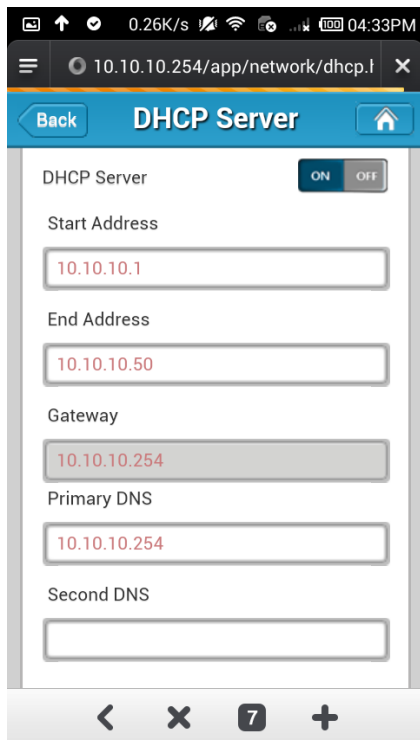 0.26K/s 100 04:33PM
10.10.10.254/app/network/dhcp.h
Back DHCP Server
DHCP Server ON OFF
Start Address
10.10.10.1
End Address
10.10.10.50
Gateway
10.10.10.254
Primary DNS
10.10.10.254
Second DNS
7